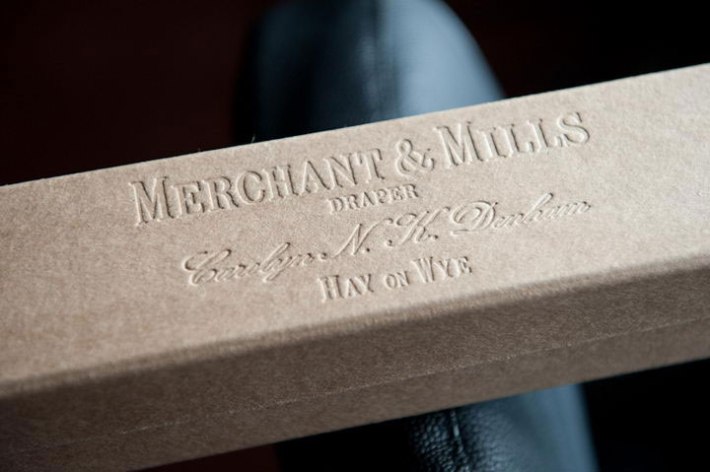 MERCHANT & MILLS
DRAPER
Carolyn N. K. Denham
HAY ON WYE